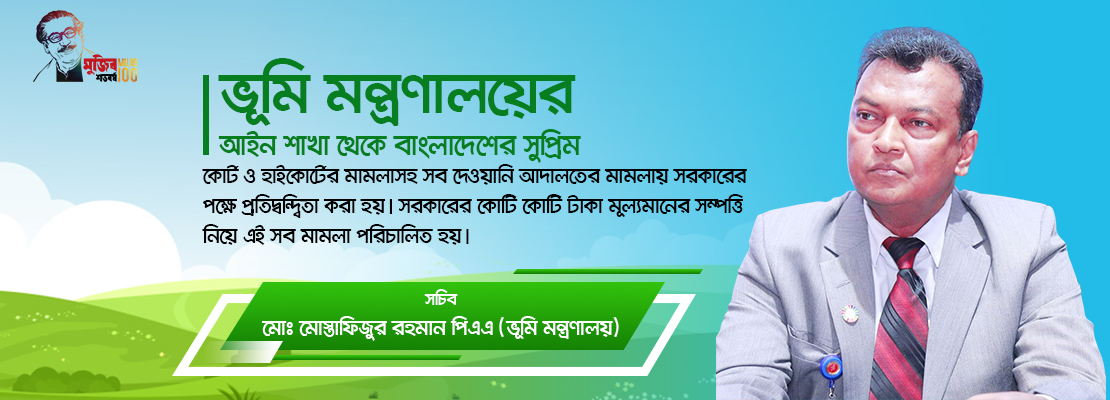 মুজিব
শতবর্ষ 100
ভূমি মন্ত্রণালয়ের
আইন শাখা থেকে বাংলাদেশের সুপ্রিম
কোর্ট ও হাইকোর্টের মামলাসহ সব দেওয়ানি আদালতের মামলায় সরকারের
পক্ষে প্রতিদ্বন্দ্বিতা করা হয়। সরকারের কোটি কোটি টাকা মূল্যমানের সম্পত্তি
নিয়ে এই সব মামলা পরিচালিত হয়।
সচিব
মোঃ মোস্তাফিজুর রহমান পিএএ (ভূমি মন্ত্রণালয়)